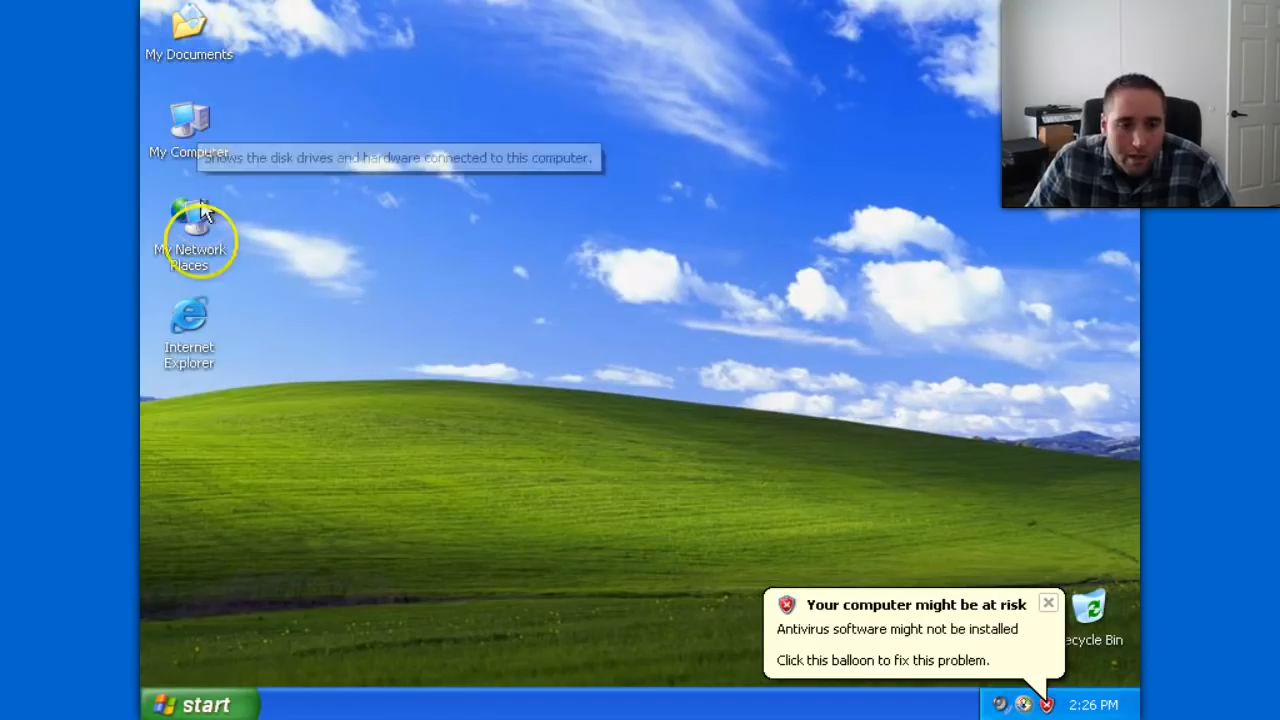 My Documents
My Computer
Shows the disk drives and hardware connected to this computer.
My Network
Places
Internet
Explorer
Your computer might be at risk
Antivirus software might not be installed
Click this balloon to fix this problem.
ecycle Bin
start
2:26 PM